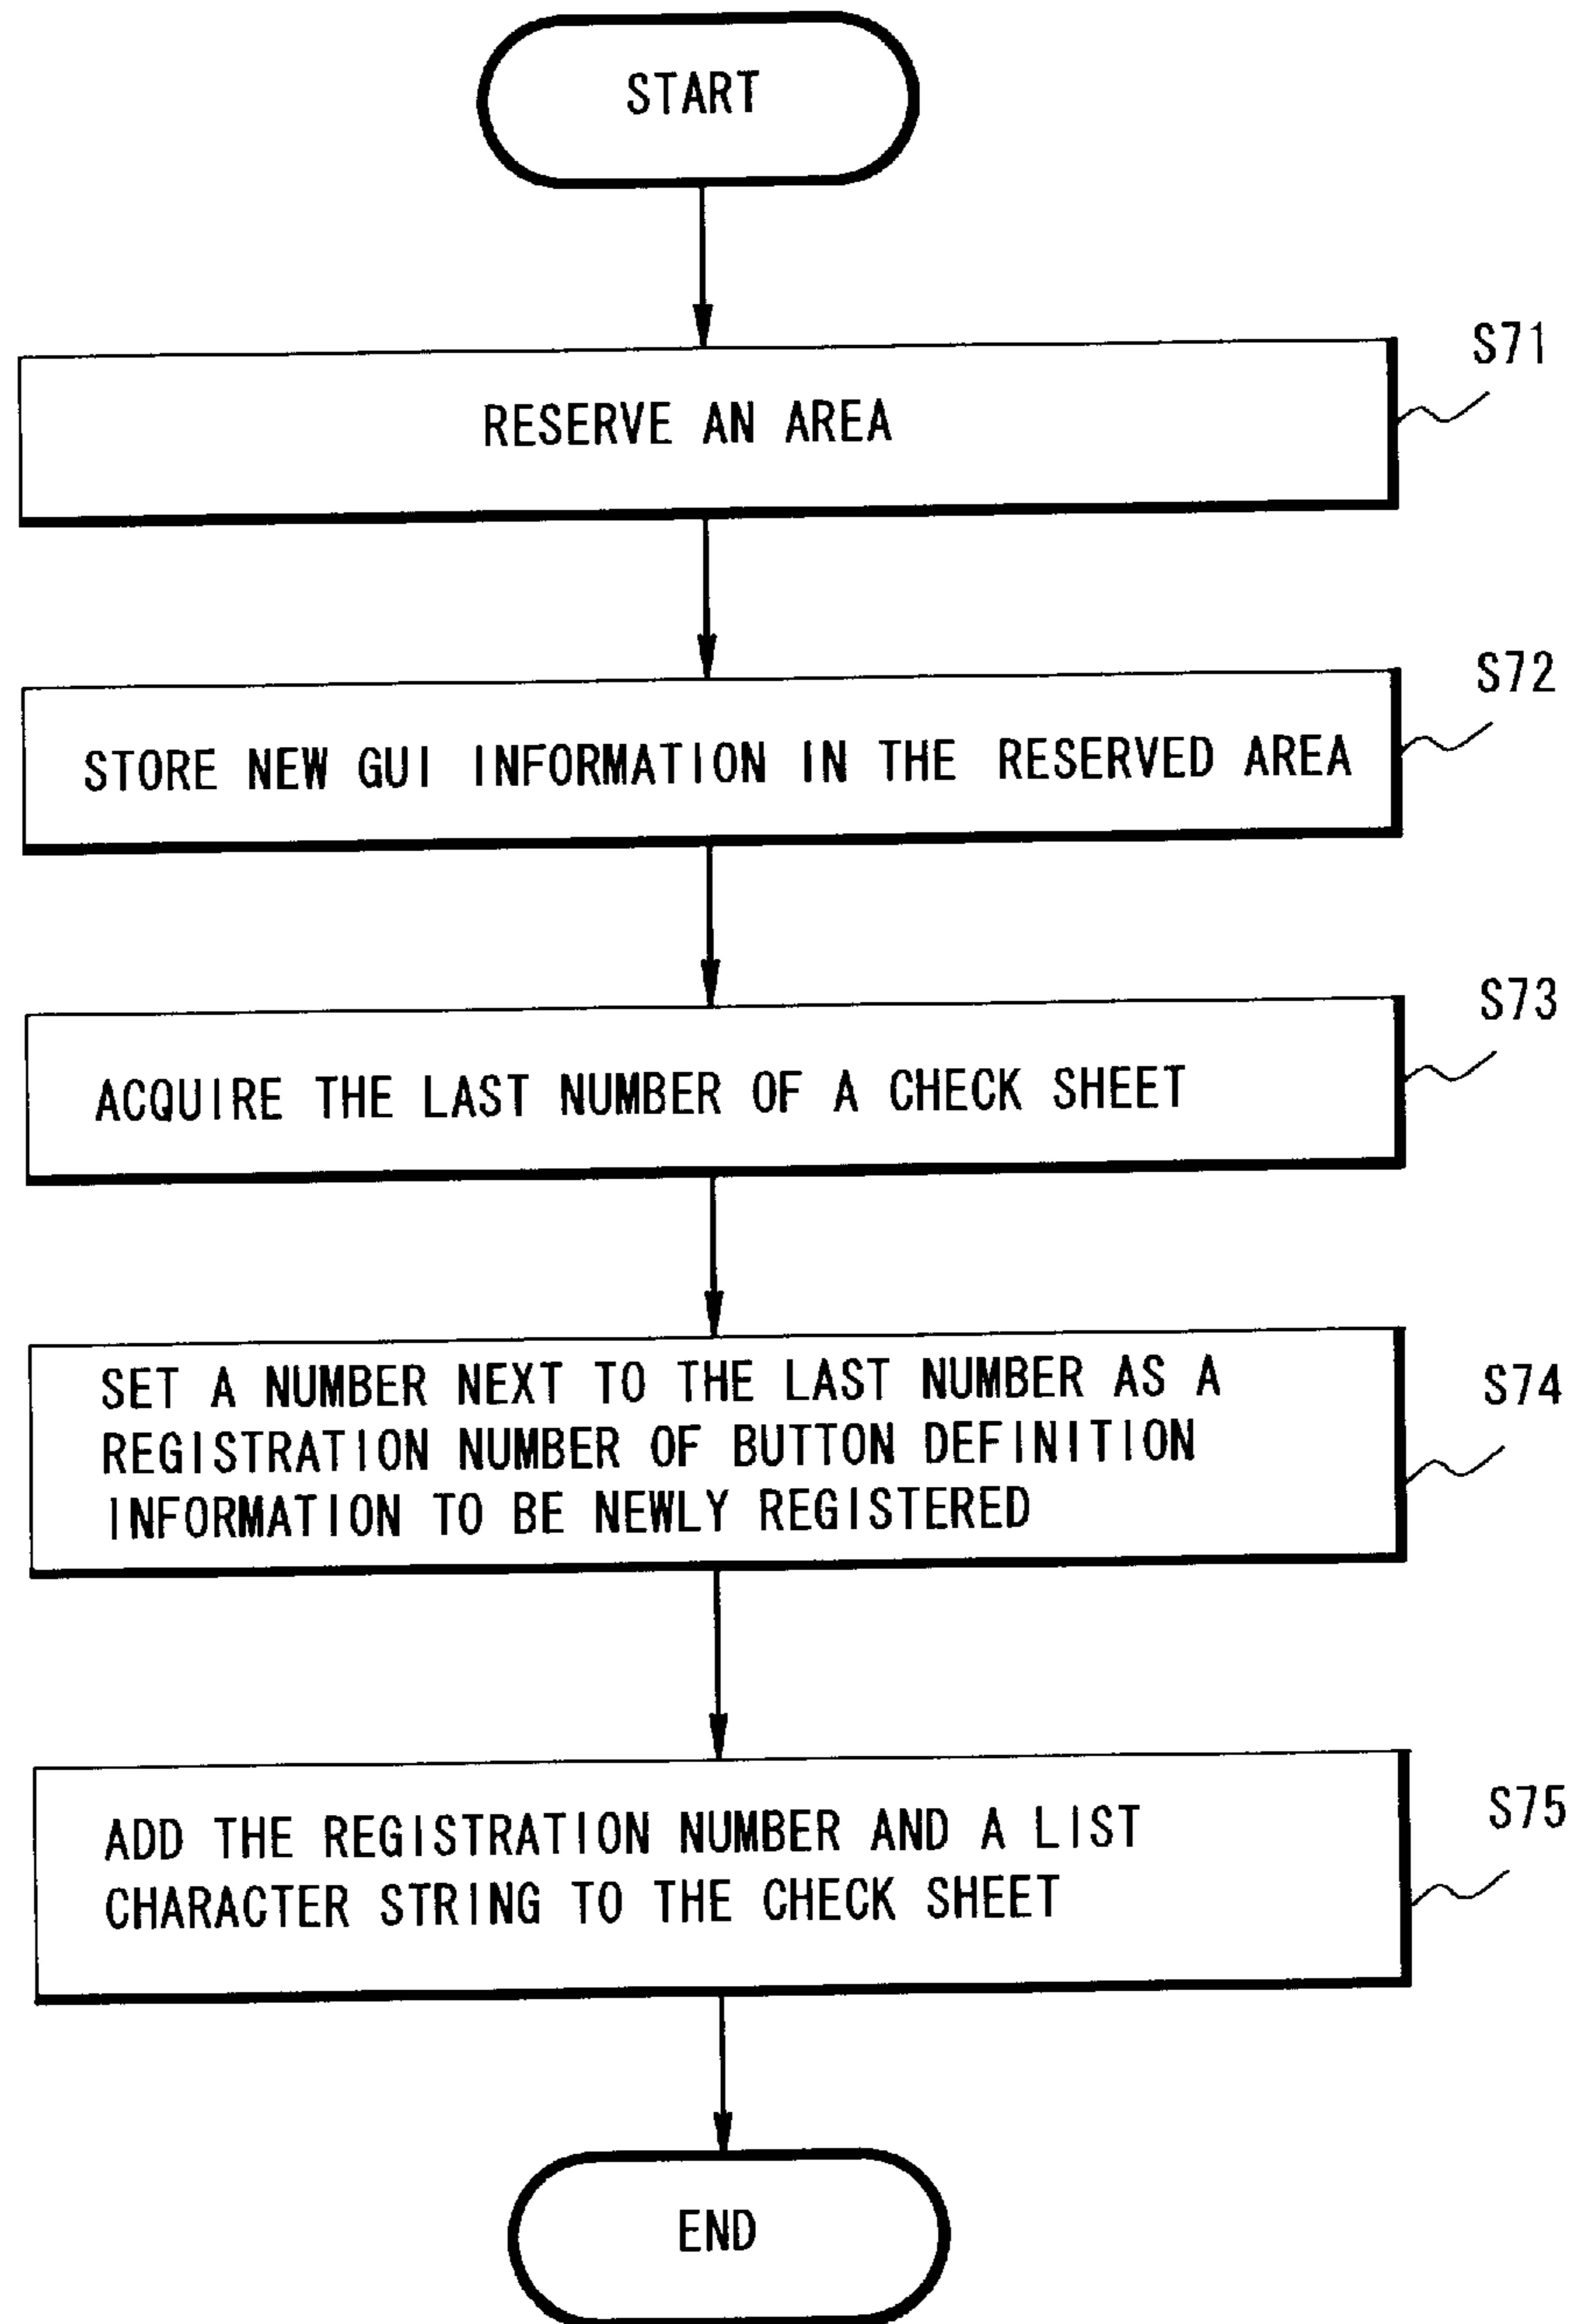 START
S71
RESERVE AN AREA
S72
STORE NEW GUI INFORMATION IN THE RESERVED AREA
S73
ACQUIRE THE LAST NUMBER OF A CHECK SHEET
S74
SET A NUMBER NEXT TO THE LAST NUMBER AS A
REGISTRATION NUMBER OF BUTTON DEFINITION
INFORMATION TO BE NEWLY REGISTERED
S75
ADD THE REGISTRATION NUMBER AND A LIST
CHARACTER STRING TO THE CHECK SHEET
END